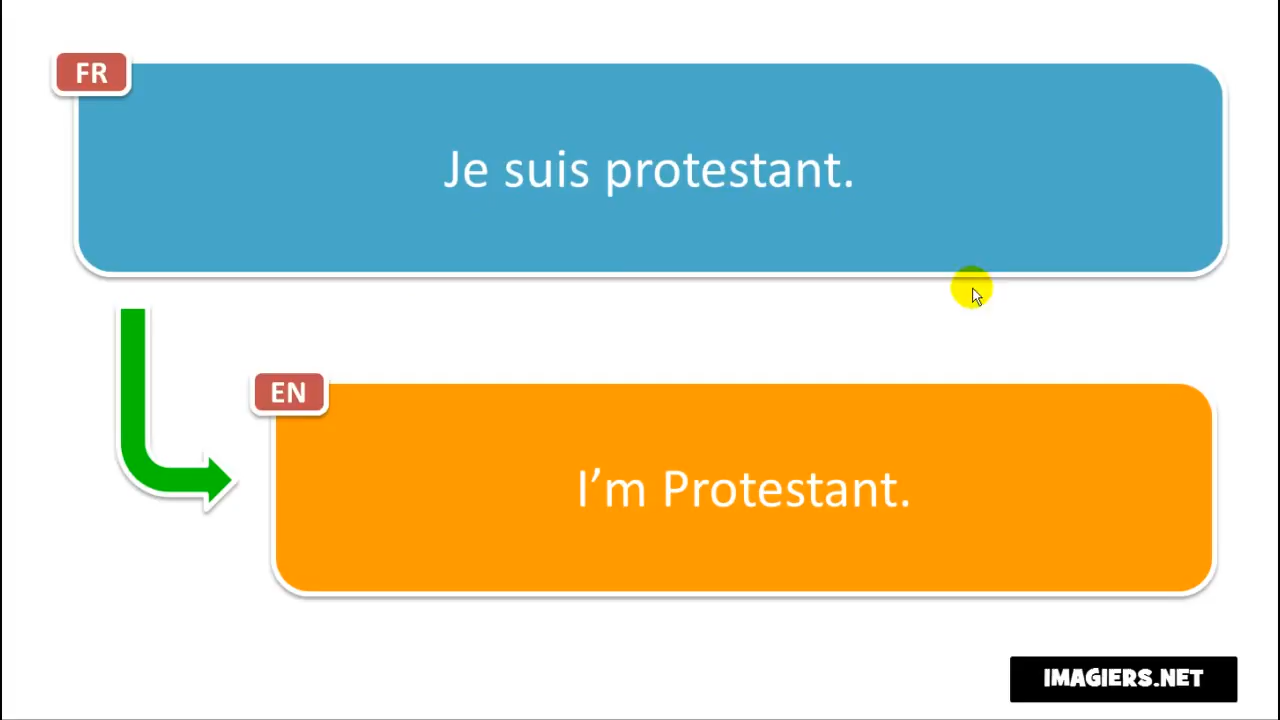 FR
Je suis protestant.
EN
I’m Protestant.
IMAGIERS.NET